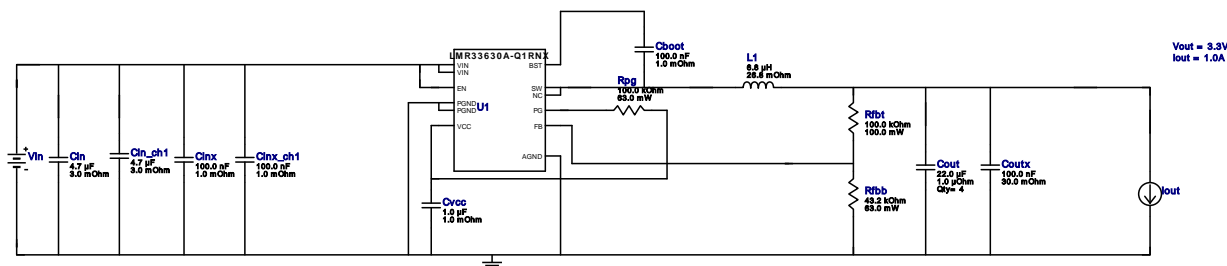 LMR33630A-Q1RNX
VIN
VIN
EN
PGND
PGND
VCC
BST
SW
NC
PG
FB
AGND
U1
Cboot
100.0 nF
1.0 mOhm
Rpg
100.0 kOhm
63.0 mW
L1
6.8 µH
26.8 mOhm
Vout = 3.3V
Iout = 1.0A
Vin
+
-
Cin
4.7 µF
3.0 mOhm
Cin_ch1
4.7 µF
3.0 mOhm
Cinx
100.0 nF
1.0 mOhm
Cinx_ch1
100.0 nF
1.0 mOhm
Cvcc
1.0 µF
1.0 mOhm
Rfbt
100.0 kOhm
100.0 mW
Rfbb
43.2 kOhm
63.0 mW
Cout
22.0 µF
1.0 µOhm
Qty= 4
Coutx
100.0 nF
30.0 mOhm
Iout